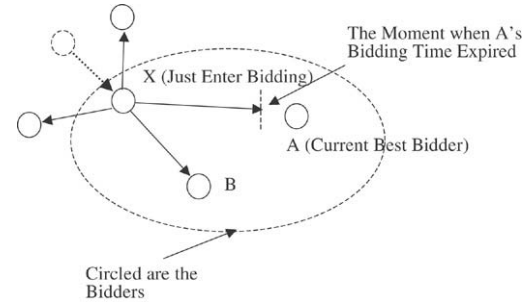 The Moment when A's
Bidding Time Expired
X (Just Enter Bidding)
A (Current Best Bidder)
B
Circled are the
Bidders